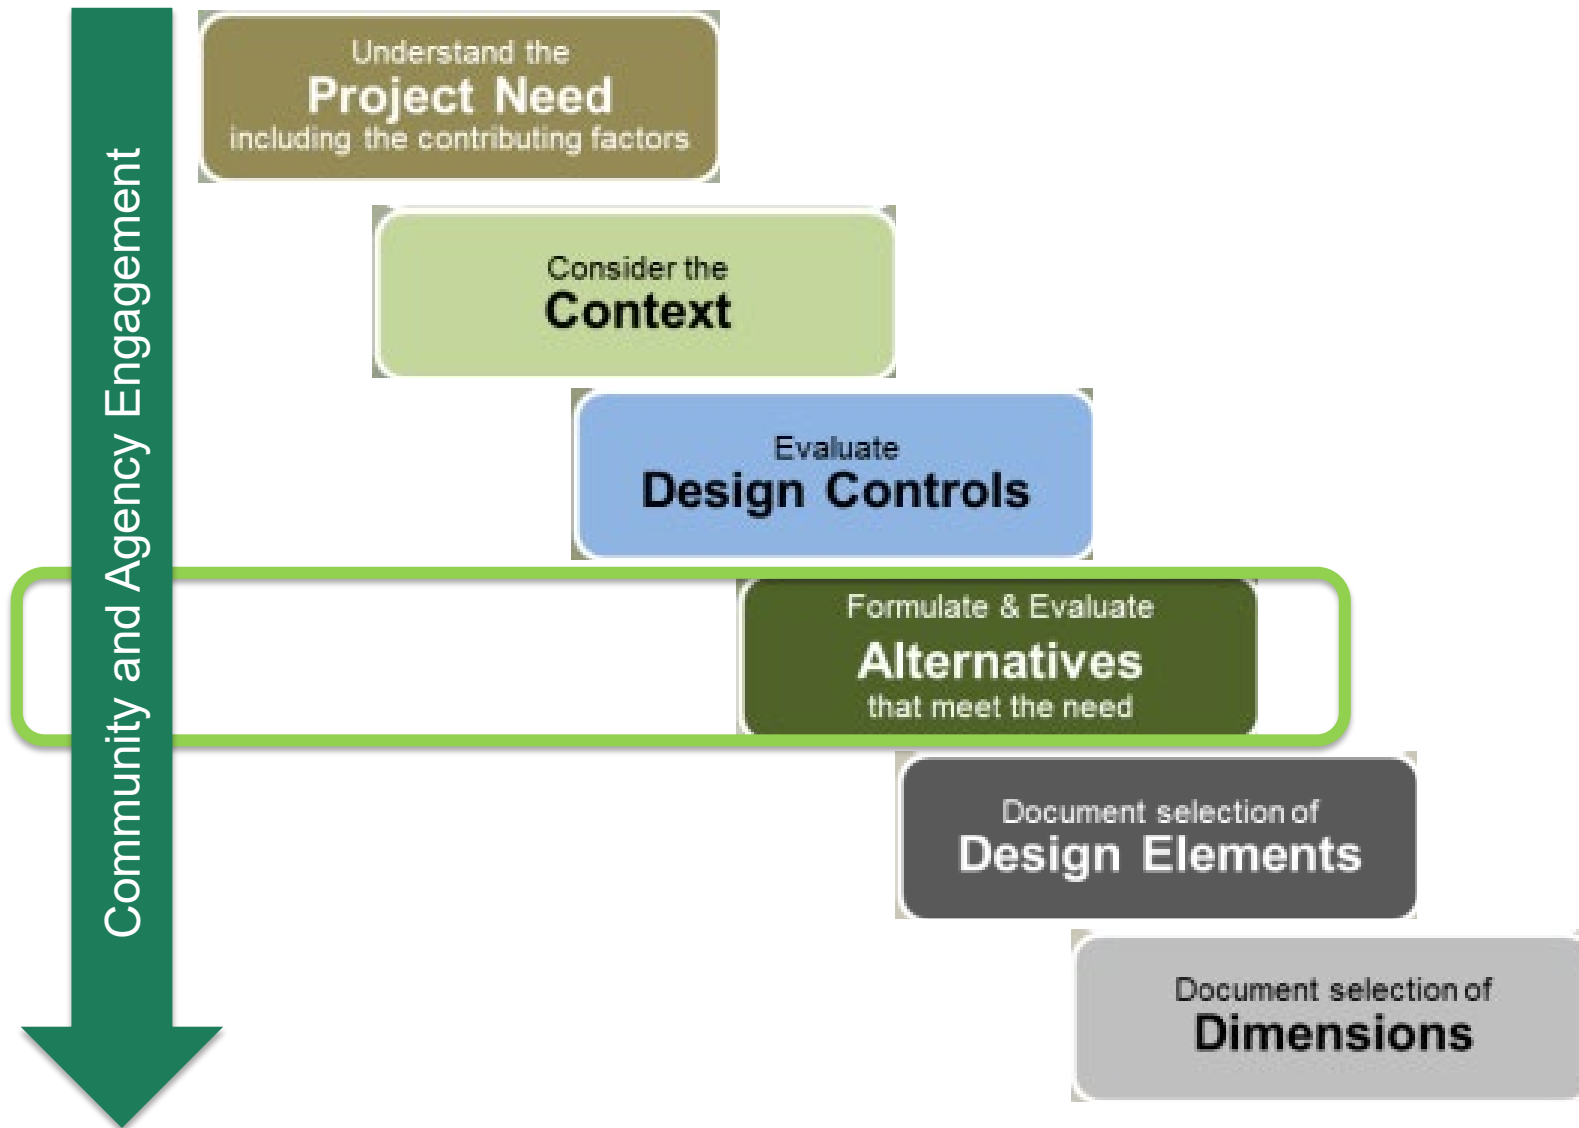 Community and Agency Engagement
Understand the
Project Need
including the contributing factors
Consider the
Context
Evaluate
Design Controls
Formulate & Evaluate
Alternatives
that meet the need
Document selection of
Design Elements
Document selection of
Dimensions